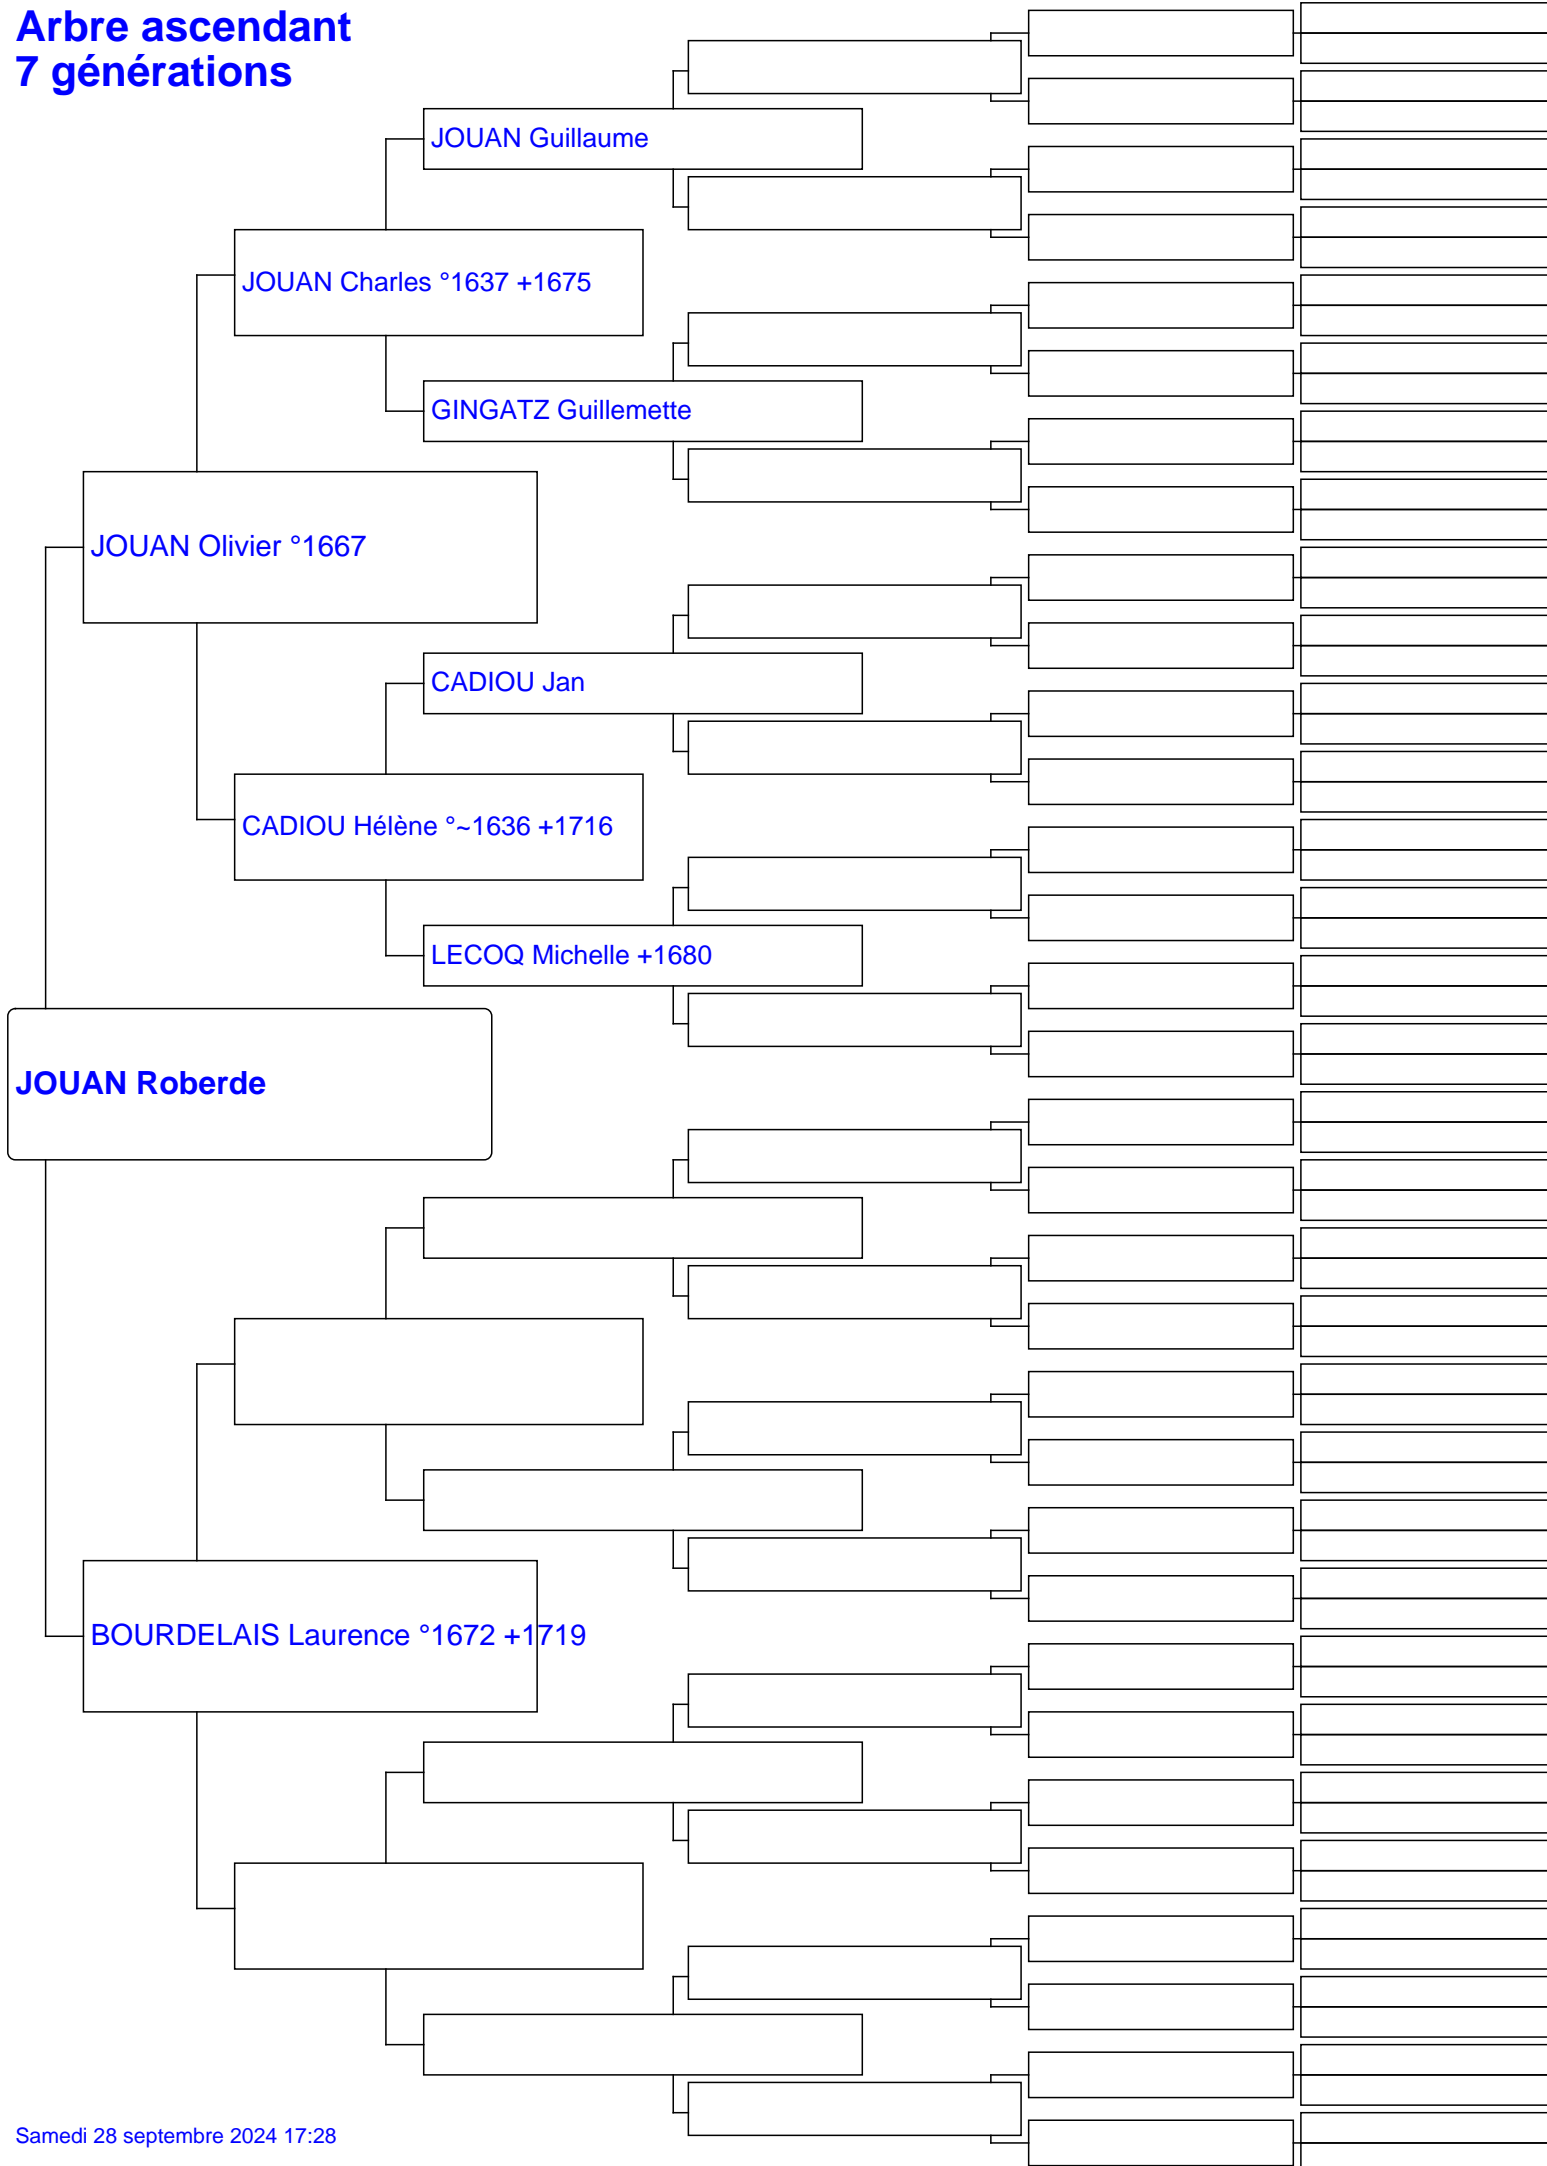 Arbre ascendant
7 générations
JOUAN Guillaume
JOUAN Charles °1637 +1675
GINGATZ Guillemette
JOUAN Olivier °1667
CADIOU Jan
CADIOU Hélène °~1636 +1716
LECOQ Michelle +1680
JOUAN Roberde
BOURDELAIS Laurence °1672 +1719
Samedi 28 septembre 2024 17:28